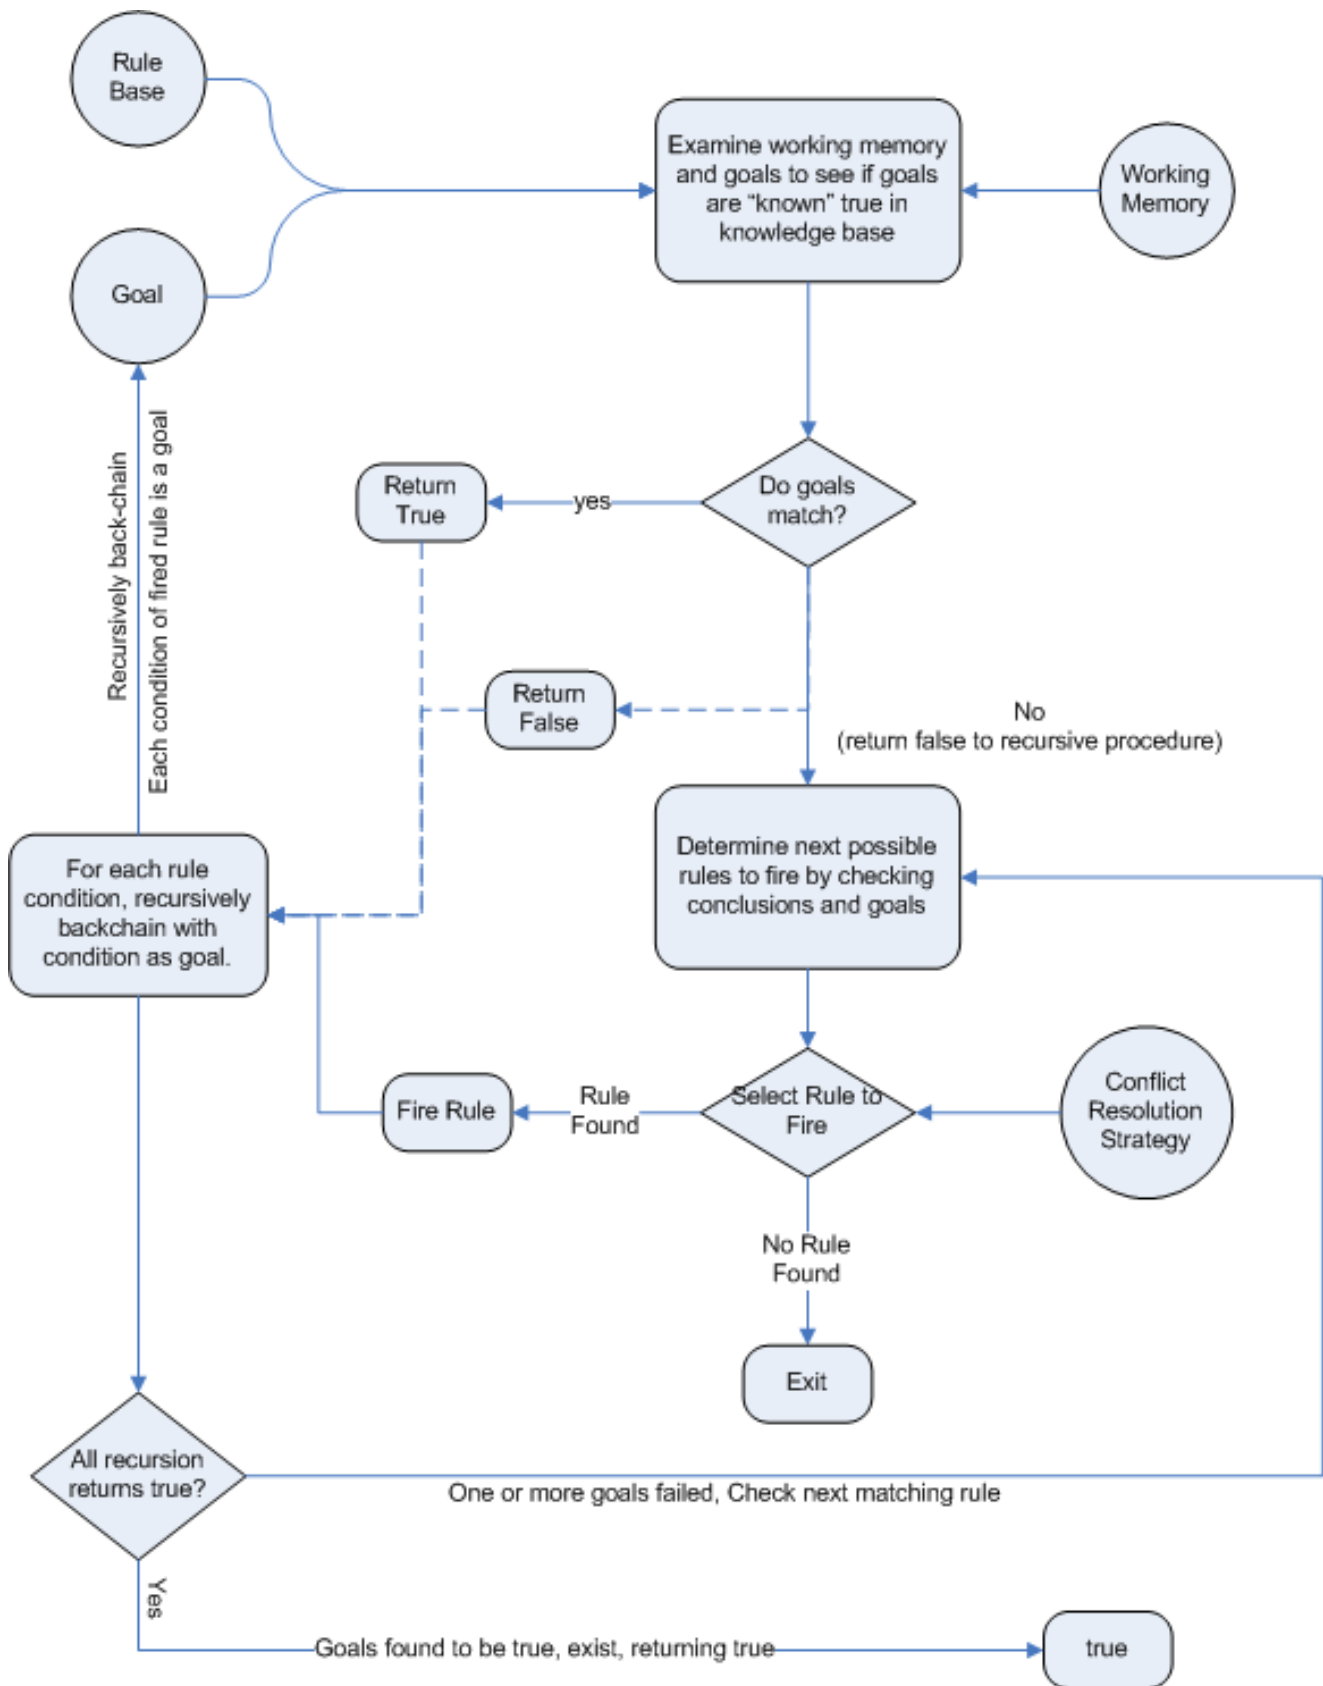 Rule
Base
Examine working memory
and goals to see if goals
are “known” true in
knowledge base
Working
Memory
Goal
Recursively back-chain
Each condition of fired rule is a goal
Return
True
yes
Do goals
match?
Return
False
No
(return false to recursive procedure)
For each rule
condition, recursively
backchain with
condition as goal.
Determine next possible
rules to fire by checking
conclusions and goals
Fire Rule
Rule
Found
Select Rule to
Fire
Conflict
Resolution
Strategy
No Rule
Found
Exit
All recursion
returns true?
One or more goals failed, Check next matching rule
Yes
Goals found to be true, exist, returning true
true